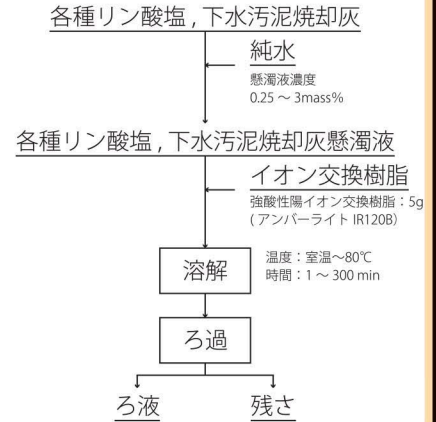 各種リン酸塩 , 下水汚泥焼却灰
純水
懸濁液濃度
0.25 ～ 3mass%
各種リン酸塩 , 下水汚泥焼却灰懸濁液
イオン交換樹脂
強酸性陽イオン交換樹脂：5g
( アンバーライト IR120B）
溶解
温度：室温～80℃
時間：1 ～ 300 min
ろ過
ろ液
残さ